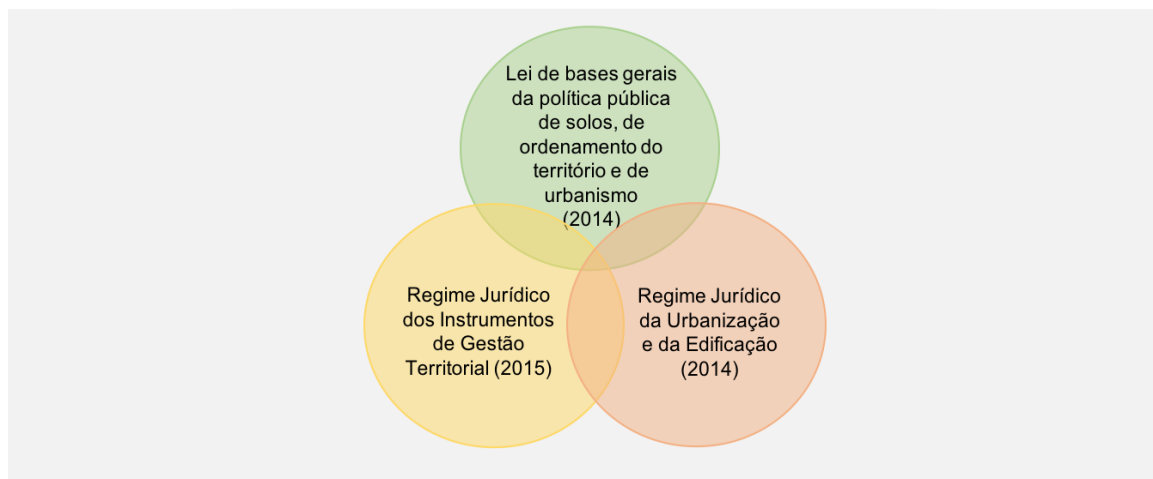 Lei de bases gerais
da política pública
de solos, de
ordenamento do
território e de
urbanismo
(2014)
Regime Jurídico
dos Instrumentos
de Gestão
Territorial (2015)
Regime Jurídico
da Urbanização
e da Edificação
(2014)